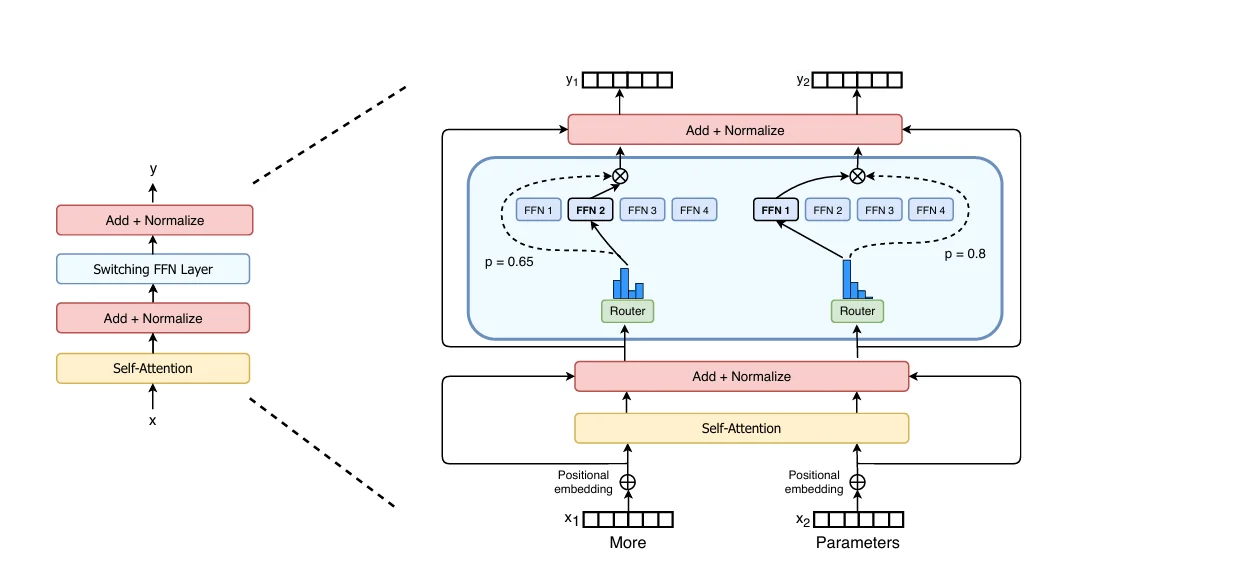 y
Add + Normalize
Switching FFN Layer
Add + Normalize
Self-Attention
x
y1
y2
Add + Normalize
FFN 1
FFN 2
FFN 3
FFN 4
FFN 1
FFN 2
FFN 3
FFN 4
p = 0.65
p = 0.8
Router
Router
Add + Normalize
Self-Attention
Positional
embedding
Positional
embedding
x1
x2
More
Parameters